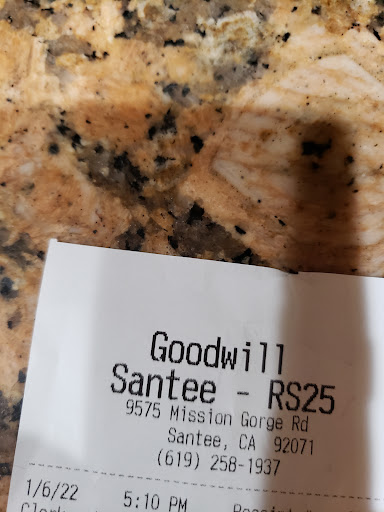 Goodwill
Santee - RS25
9575 Mission Gorge Rd
Santee, CA 92071
(619) 258-1937
1/6/22 5:10 PM Receipt